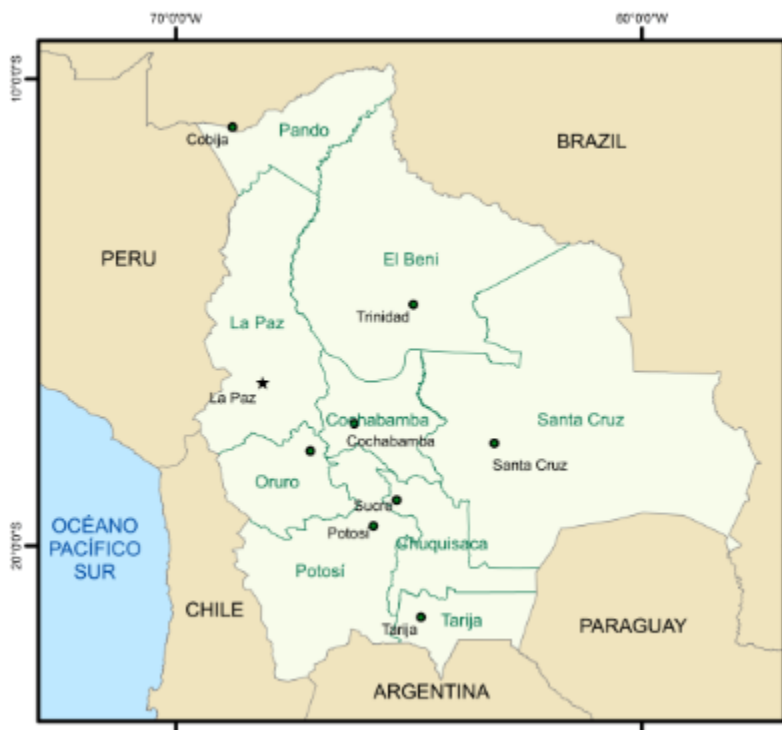 70°0'0"W
60°0'0"W
10°0'0"S
Cobija
Pando
BRAZIL
PERU
El Beni
Trinidad
La Paz
La Paz
Cochabamba
Cochabamba
Santa Cruz
Santa Cruz
Oruro
Sucre
Potosí
Chuquisaca
OCÉANO
PACÍFICO
SUR
20°0'0"S
Potosí
CHILE
Tarija
Tarija
PARAGUAY
ARGENTINA